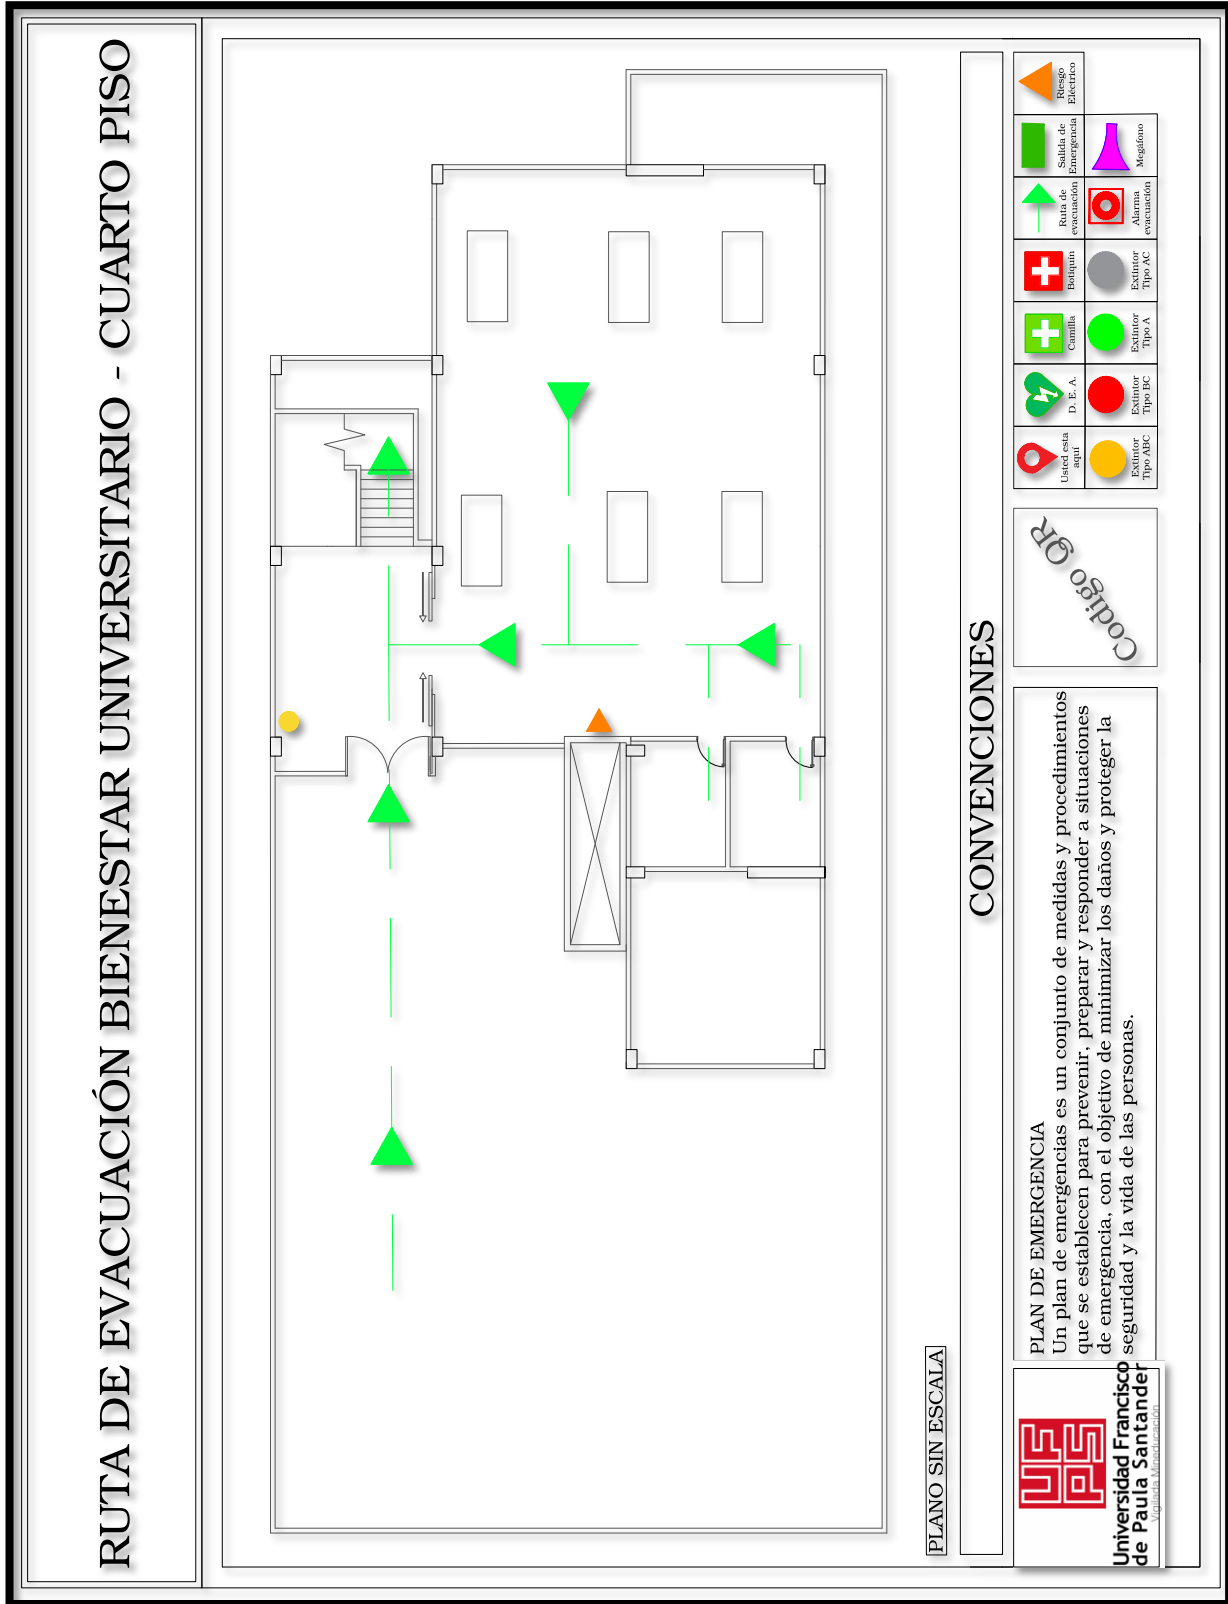 RUTA DE EVACUACIÓN BIENESTAR UNIVERSITARIO - CUARTO PISO
PLANO SIN ESCALA
CONVENCIONES
Universidad Francisco
de Paula Santander
Vigilada Mineducación
PLAN DE EMERGENCIA
Un plan de emergencias es un conjunto de medidas y procedimientos
que se establecen para prevenir, preparar y responder a situaciones
de emergencia, con el objetivo de minimizar los daños y proteger la
seguridad y la vida de las personas.
Codigo QR
Usted esta
aquí
D. E. A.
Camilla
Botiquín
Ruta de
evacuación
Salida de
Emergencia
Riesgo
Eléctrico
Extintor
Tipo ABC
Extintor
Tipo BC
Extintor
Tipo A
Extintor
Tipo AC
Alarma
evacuación
Megáfono